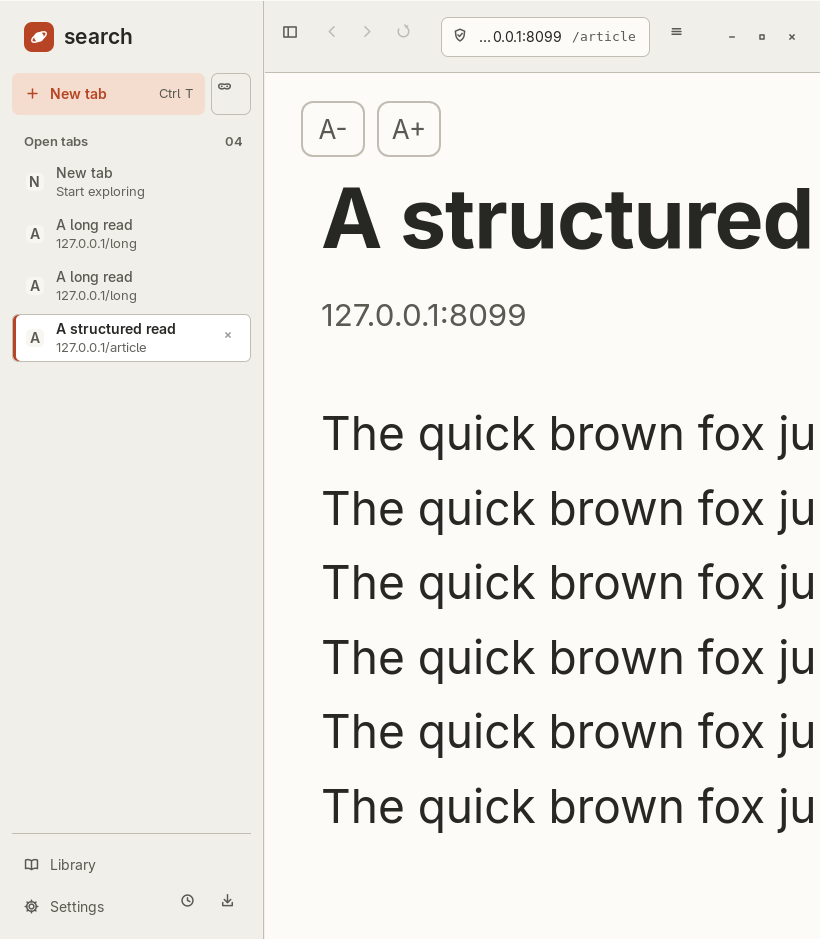 search
New tab
Ctrl T
Open tabs
04
N
New tab
Start exploring
A
A long read
127.0.0.1/long
A
A long read
127.0.0.1/long
A
A structured read
127.0.0.1/article
×
Library
Settings
...0.0.1:8099 /article
A-
A+
A structured
127.0.0.1:8099
The quick brown fox ju
The quick brown fox ju
The quick brown fox ju
The quick brown fox ju
The quick brown fox ju
The quick brown fox ju